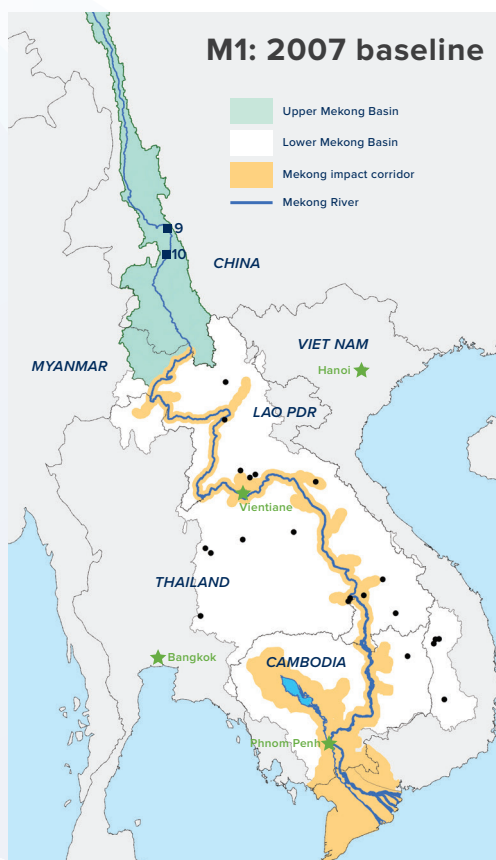 M1: 2007 baseline
Upper Mekong Basin
Lower Mekong Basin
Mekong impact corridor
Mekong River
9
10
CHINA
VIET NAM
MYANMAR
Hanoi
LAO PDR
Vientiane
THAILAND
Bangkok
CAMBODIA
Phnom Penh